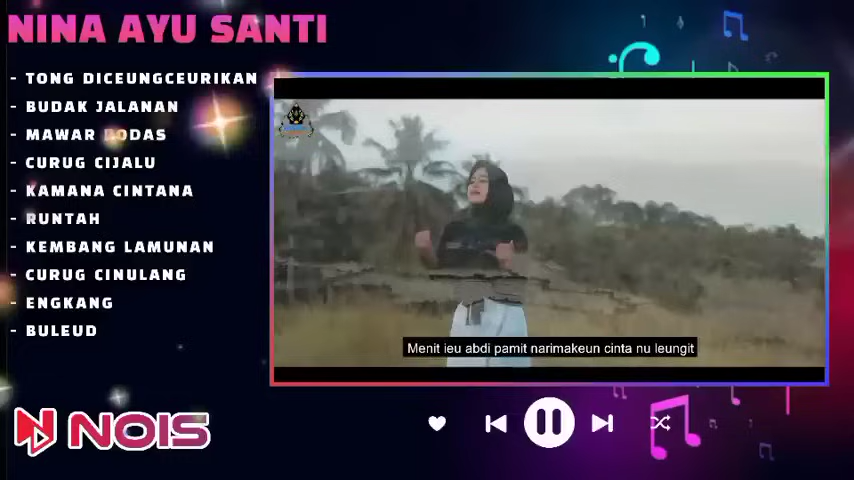 NINA AYU SANTI
- TONG DICEUNGCEURIKAN
- BUDAK JALANAN
- MAWAR BODAS
- CURUG CIJALU
- KAMANA CINTANA
- RUNTAH
- KEMBANG LAMUNAN
- CURUG CINULANG
- ENGKANG
- BULEUD
Menit ieu abdi pamit narimakeun cinta nu leungit
NOIS